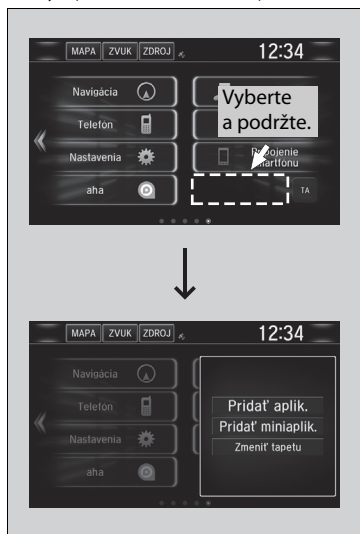 MAPA ZVUK ZDROJ 12:34
Navigácia
Vyberte
a podržte.
Telefón
Nastavenia
Pripojenie
smartfónu
aha
TA
MAPA ZVUK ZDROJ 12:34
Navigácia
Telefón
Nastavenia
aha
Pridať aplik.
Pridať miniaplik.
Zmeniť tapetu